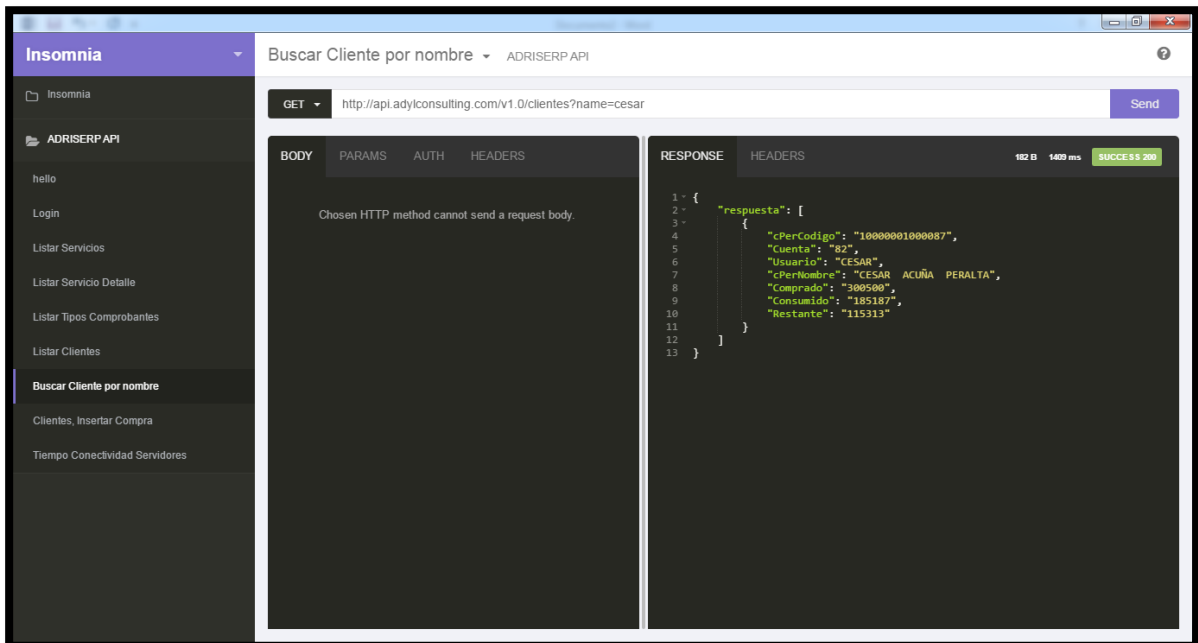 Insomnia
Buscar Cliente por nombre ADRISERP API
Insomnia
GET http://api.adylconsulting.com/v1.0/clientes?name=cesar Send
ADRISERP API
BODY PARAMS AUTH HEADERS
RESPONSE HEADERS 182 B 1409 ms SUCCESS 200
hello
Login
Listar Servicios
Listar Servicio Detalle
Listar Tipos Comprobantes
Listar Clientes
Buscar Cliente por nombre
Clientes, Insertar Compra
Tiempo Conectividad Servidores
Chosen HTTP method cannot send a request body.
1 {
2 "respuesta": [
3 {
4 "cPerCodigo": "10000001000087",
5 "Cuenta": "82",
6 "Usuario": "CESAR",
7 "cPerNombre": "CESAR  ACUÑA  PERALTA",
8 "Comprado": "300500",
9 "Consumido": "185187",
10 "Restante": "115313"
11 }
12 ]
13 }